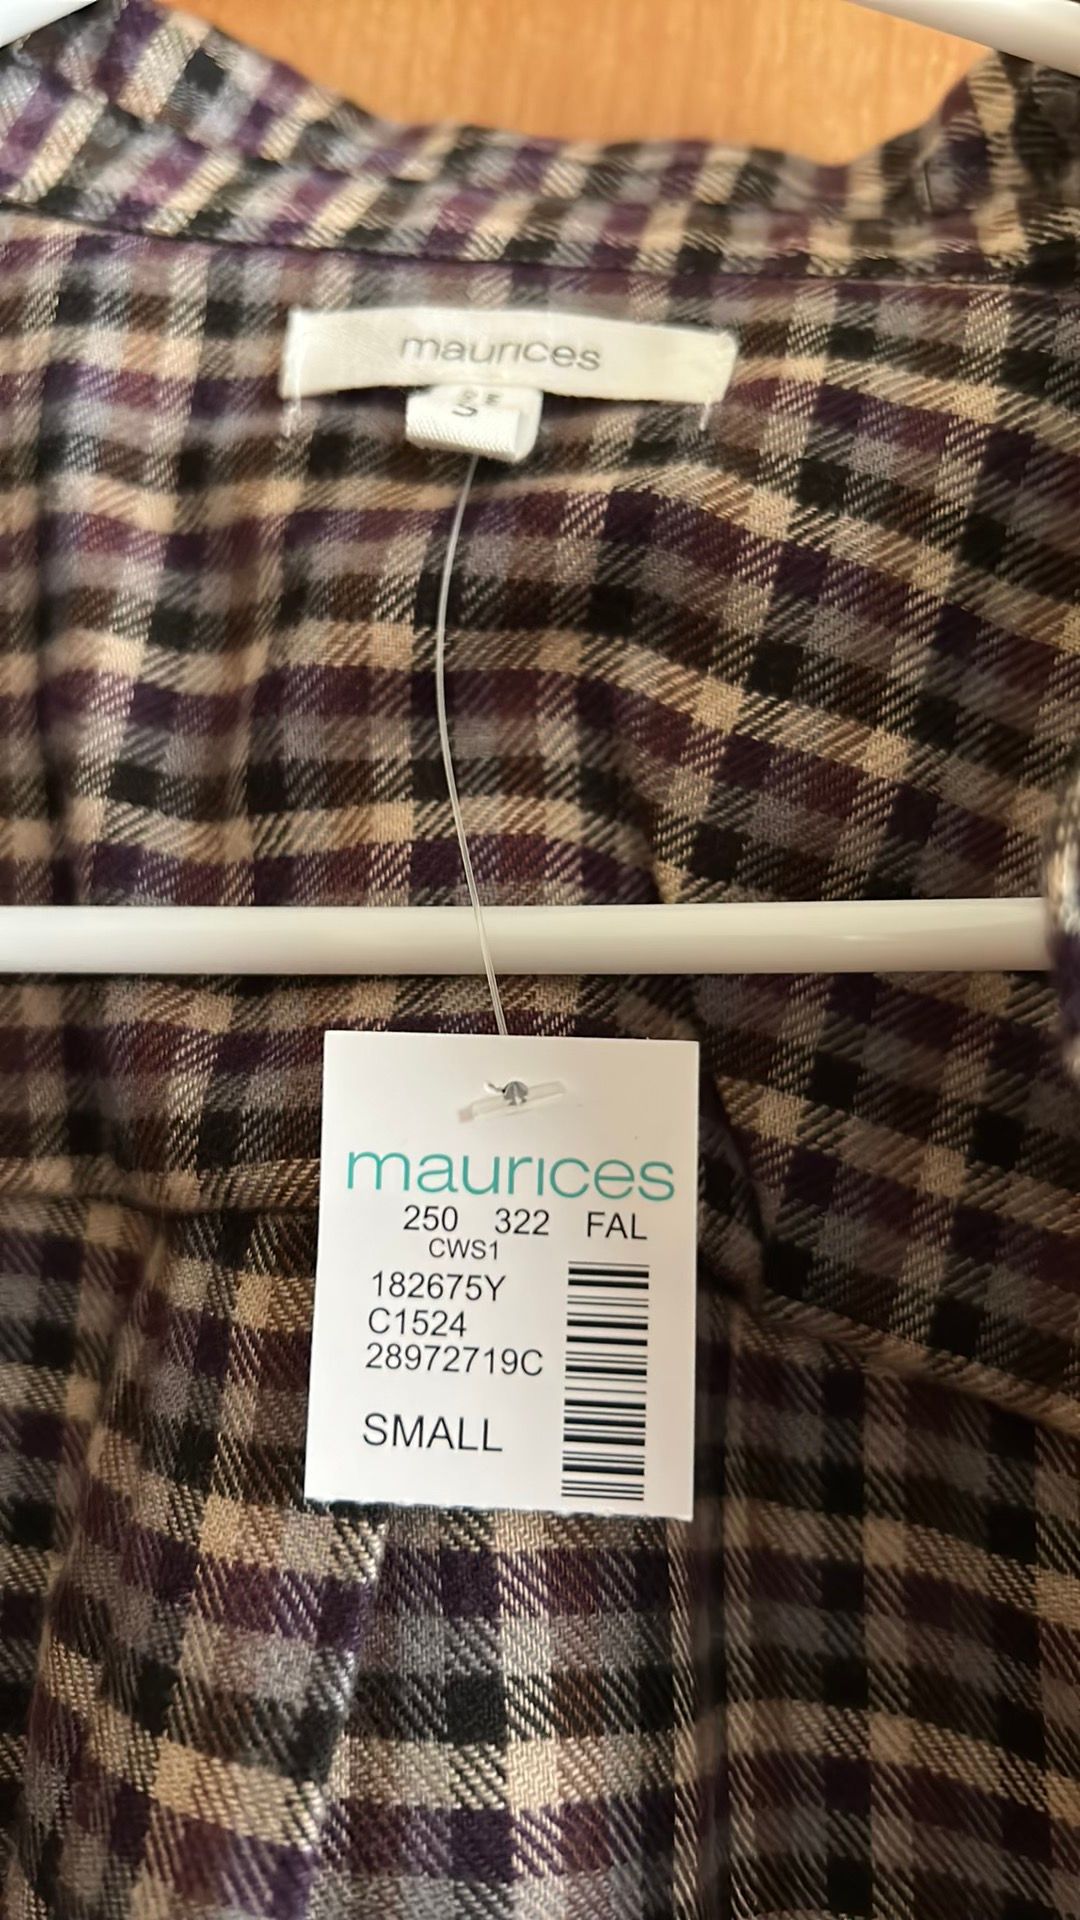 maurices
S
maurices
250 322 FAL
CWS1
182675Y
C1524
28972719C
SMALL